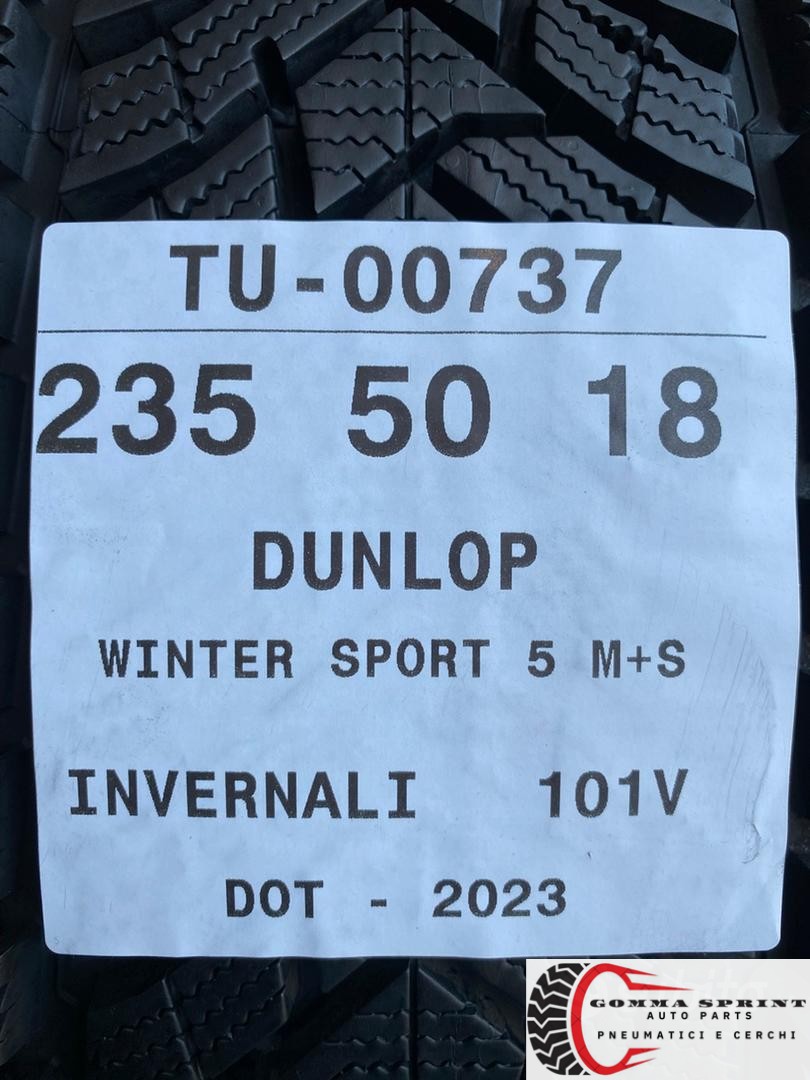 TU-00737
235 50 18
DUNLOP
WINTER SPORT 5 M+S
INVERNALI 101V
DOT - 2023
GOMMA SPRINT
AUTO PARTS
PNEUMATICI E CERCHI